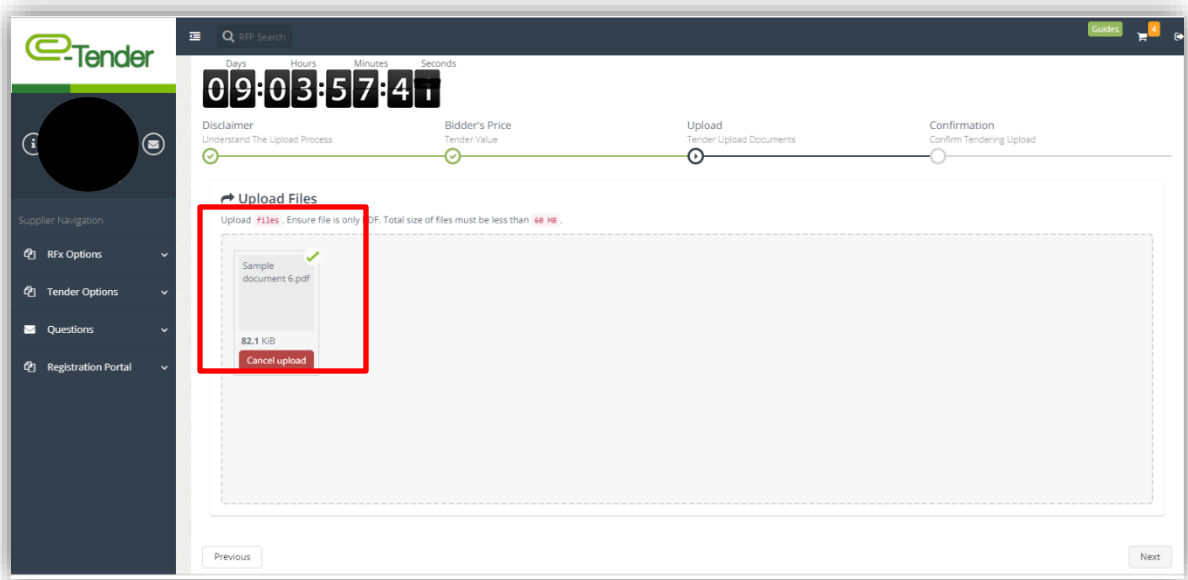 e-Tender
RFP Search
Guides
4
Days Hours Minutes Seconds
09:03:57:41
Disclaimer
Understand The Upload Process
Bidder's Price
Tender Value
Upload
Tender Upload Documents
Confirmation
Confirm Tendering Upload
Supplier Navigation
RFx Options
Tender Options
Questions
Registration Portal
Upload Files
Upload files. Ensure file is only PDF. Total size of files must be less than 60 MB.
Sample
document 6.pdf
82.1 KiB
Cancel upload
Previous
Next